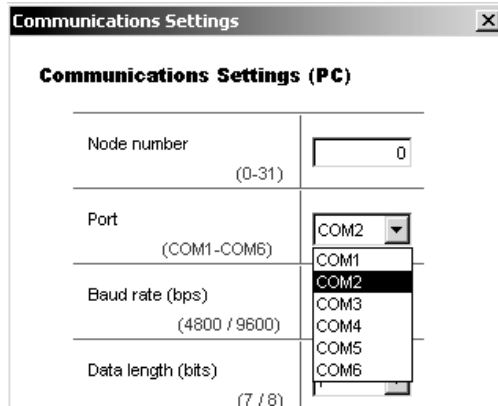 Communications Settings
Communications Settings (PC)
Node number
0
(0-31)
Port
COM2
(COM1-COM6)
COM1
COM2
COM3
COM4
COM5
COM6
Baud rate (bps)
(4800 / 9600)
Data length (bits)
(7 / 8)